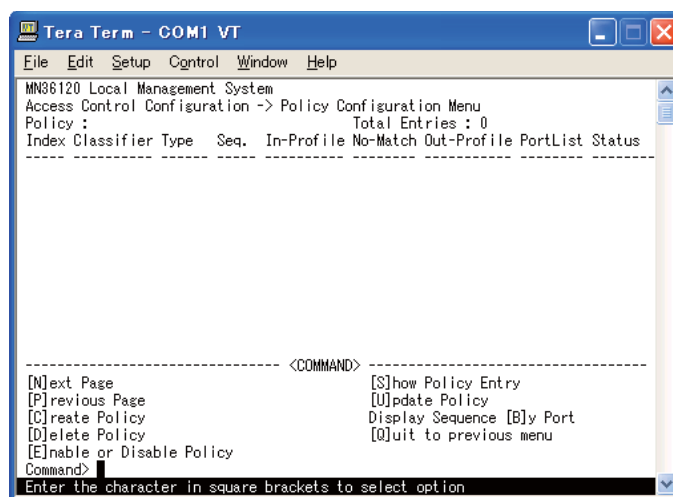 Tera Term - COM1 VT
File Edit Setup Control Window Help
MN36120 Local Management System
Access Control Configuration -> Policy Configuration Menu
Policy : Total Entries : 0
Index Classifier Type Seq. In-Profile No-Match Out-Profile PortList Status
----- ---------- ------ ---- ---------- -------- ----------- -------- -------
-------------------------------- <COMMAND> -----------------------------------
[N]ext Page [S]how Policy Entry
[P]revious Page [U]pdate Policy
[C]reate Policy Display Sequence [B]y Port
[D]elete Policy [Q]uit to previous menu
[E]nable or Disable Policy
Command>
Enter the character in square brackets to select option